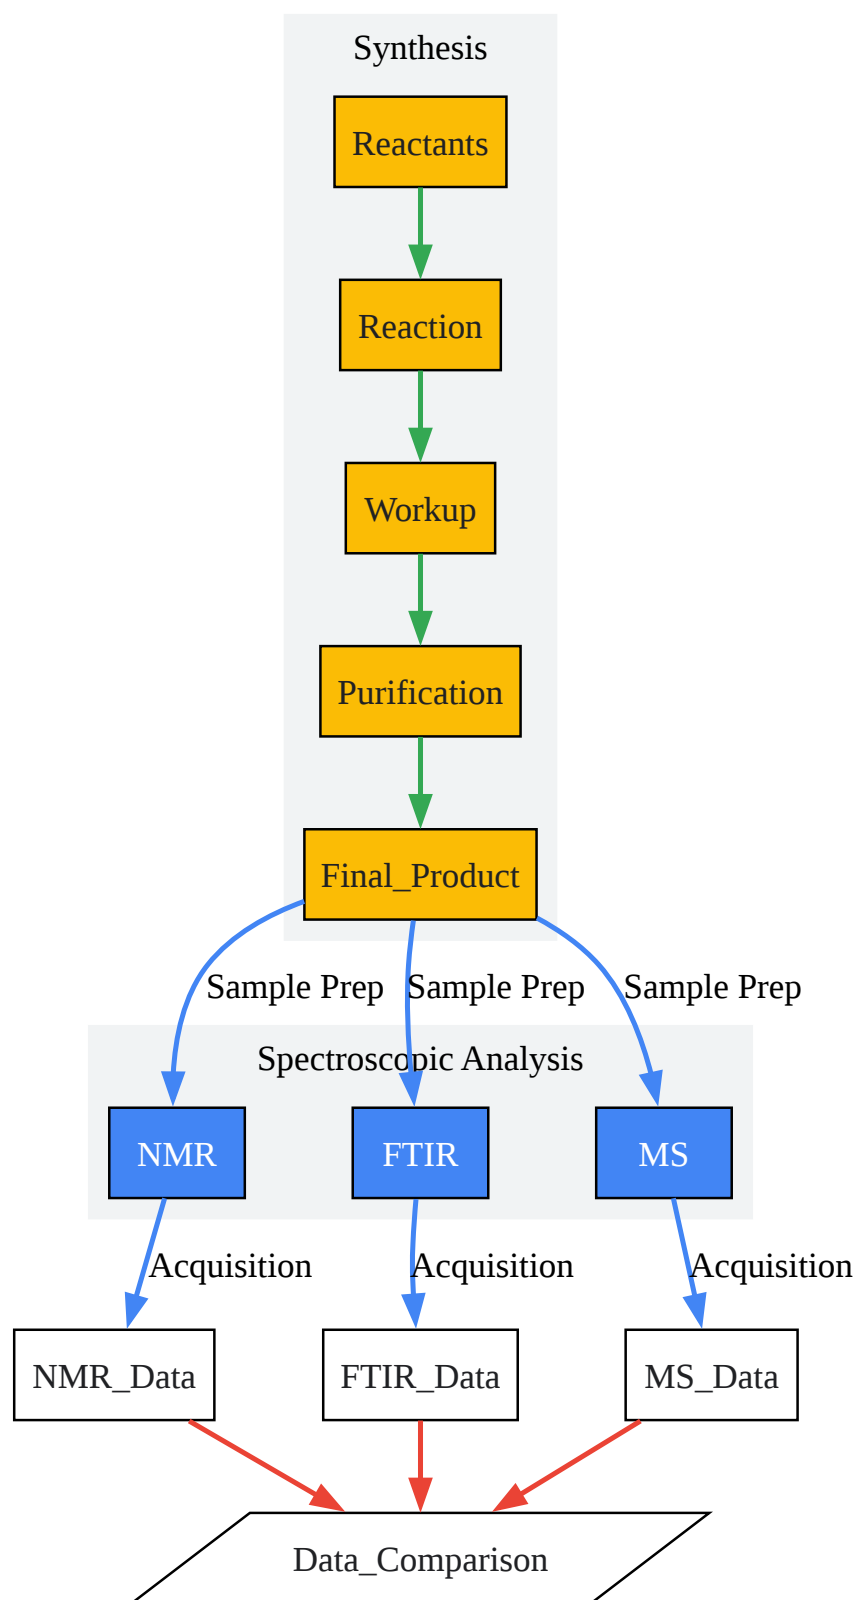 Synthesis
Reactants
Reaction
Workup
Purification
Final_Product
Sample Prep
Sample Prep
Sample Prep
Spectroscopic Analysis
NMR
FTIR
MS
Acquisition
Acquisition
Acquisition
NMR_Data
FTIR_Data
MS_Data
Data_Comparison